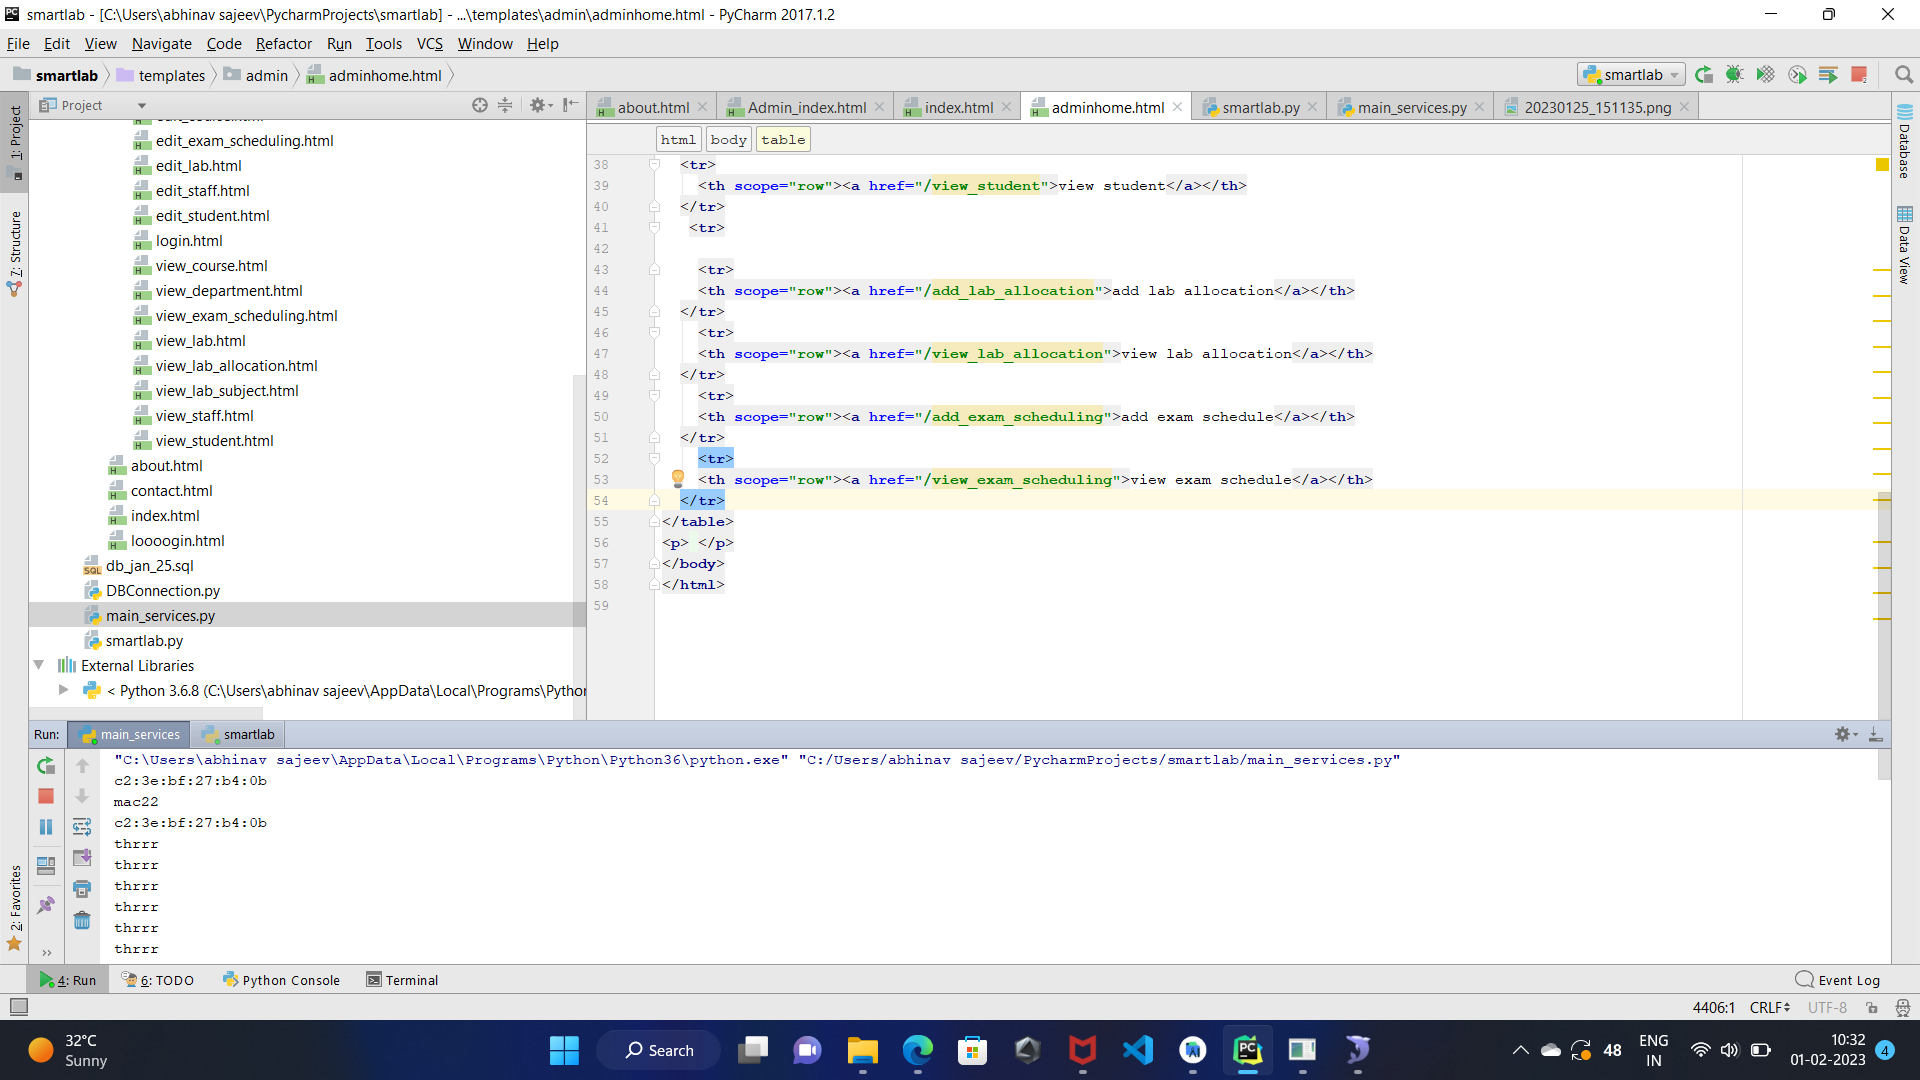 smartlab - [C:\Users\abhinav sajeev\PycharmProjects\smartlab] - ...\templates\admin\adminhome.html - PyCharm 2017.1.2
File Edit View Navigate Code Refactor Run Tools VCS Window Help
smartlab templates admin adminhome.html smartlab
Project
about.html Admin_index.html index.html adminhome.html smartlab.py main_services.py 20230125_151135.png
1: Project
7: Structure
2: Favorites
edit_exam_scheduling.html
edit_lab.html
edit_staff.html
edit_student.html
login.html
view_course.html
view_department.html
view_exam_scheduling.html
view_lab.html
view_lab_allocation.html
view_lab_subject.html
view_staff.html
view_student.html
about.html
contact.html
index.html
loooogin.html
db_jan_25.sql
DBConnection.py
main_services.py
smartlab.py
External Libraries
< Python 3.6.8 (C:\Users\abhinav sajeev\AppData\Local\Programs\Pythor
html body table
38 <tr>
39 <th scope="row"><a href="/view_student">view student</a></th>
40 </tr>
41 <tr>
42
43 <tr>
44 <th scope="row"><a href="/add_lab_allocation">add lab allocation</a></th>
45 </tr>
46 <tr>
47 <th scope="row"><a href="/view_lab_allocation">view lab allocation</a></th>
48 </tr>
49 <tr>
50 <th scope="row"><a href="/add_exam_scheduling">add exam schedule</a></th>
51 </tr>
52 <tr>
53 <th scope="row"><a href="/view_exam_scheduling">view exam schedule</a></th>
54 </tr>
55 </table>
56 <p> </p>
57 </body>
58 </html>
59
Database
Data View
Run: main_services smartlab
"C:\Users\abhinav sajeev\AppData\Local\Programs\Python\Python36\python.exe" "C:/Users/abhinav sajeev/PycharmProjects/smartlab/main_services.py"
c2:3e:bf:27:b4:0b
mac22
c2:3e:bf:27:b4:0b
thrrr
thrrr
thrrr
thrrr
thrrr
thrrr
4: Run 6: TODO Python Console Terminal Event Log
4406:1 CRLF UTF-8
32°C
Sunny
Search
48
ENG
IN
10:32
01-02-2023
4